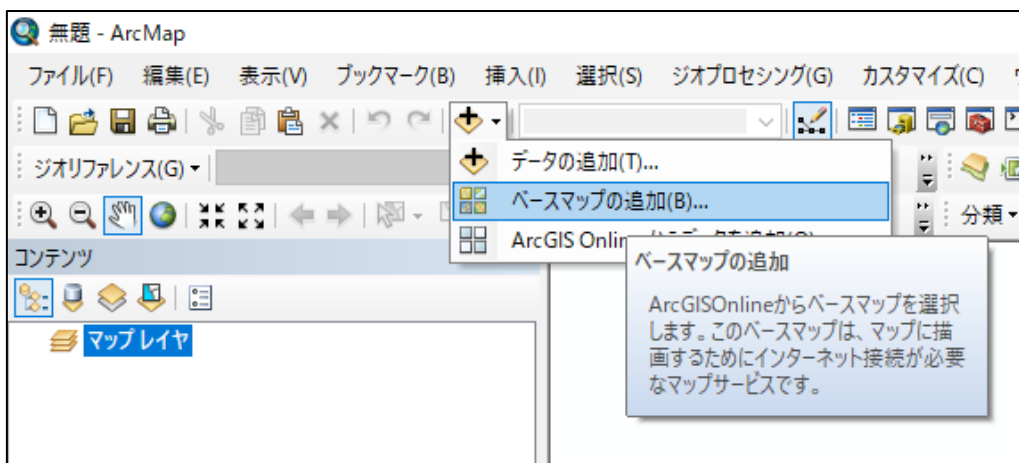 無題 - ArcMap
ファイル(F) 編集(E) 表示(V) ブックマーク(B) 挿入(I) 選択(S) ジオプロセシング(G) カスタマイズ(C)
ジオリファレンス(G)
データの追加(T)...
ベースマップの追加(B)...
分類
ArcGIS Online
コンテンツ
ベースマップの追加
ArcGISOnlineからベースマップを選択
します。このベースマップは、マップに描
画するためにインターネット接続が必要
なマップサービスです。
マップ レイヤ